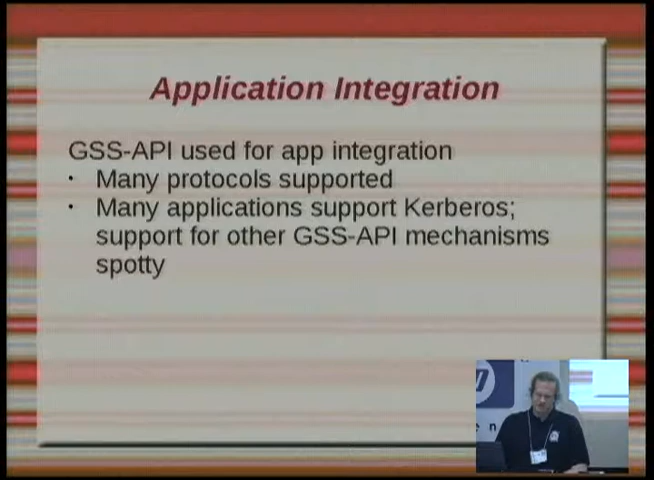 Application Integration
GSS-API used for app integration
• Many protocols supported
• Many applications support Kerberos;
support for other GSS-API mechanisms
spotty